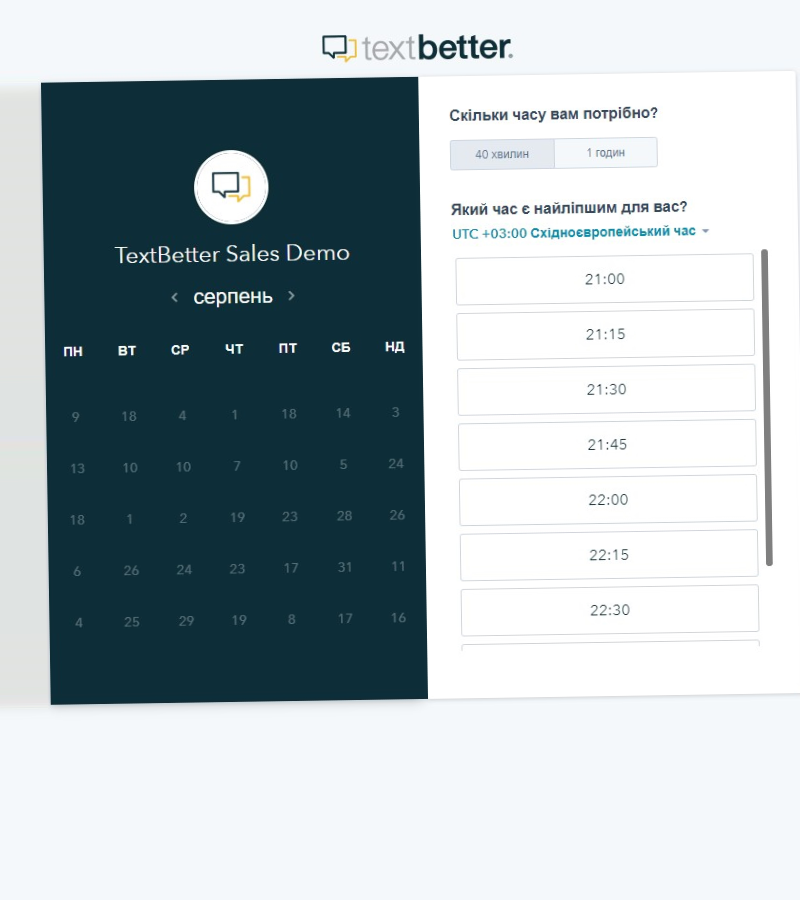 textbetter.
TextBetter Sales Demo
серпень
ПН ВТ СР ЧТ ПТ СБ НД
9 18 4 1 18 14 3
13 10 10 7 10 5 24
18 1 2 19 23 28 26
6 26 24 23 17 31 11
4 25 29 19 8 17 16
Скільки часу вам потрібно?
40 хвилин 1 годин
Який час є найліпшим для вас?
UTC +03:00 Східноєвропейський час
21:00
21:15
21:30
21:45
22:00
22:15
22:30